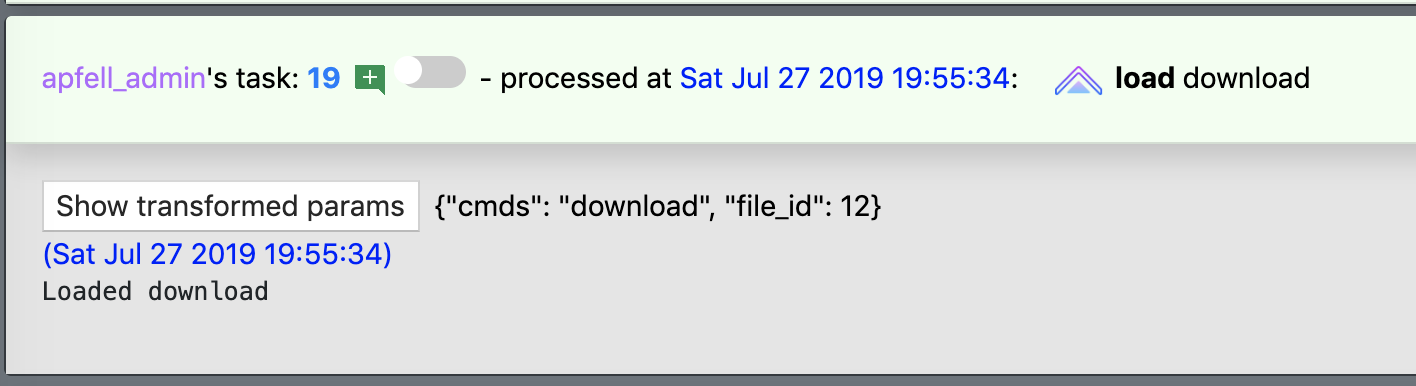 apfell_admin's task: 19 - processed at Sat Jul 27 2019 19:55:34: load download
Show transformed params {"cmds": "download", "file_id": 12}
(Sat Jul 27 2019 19:55:34)
Loaded download